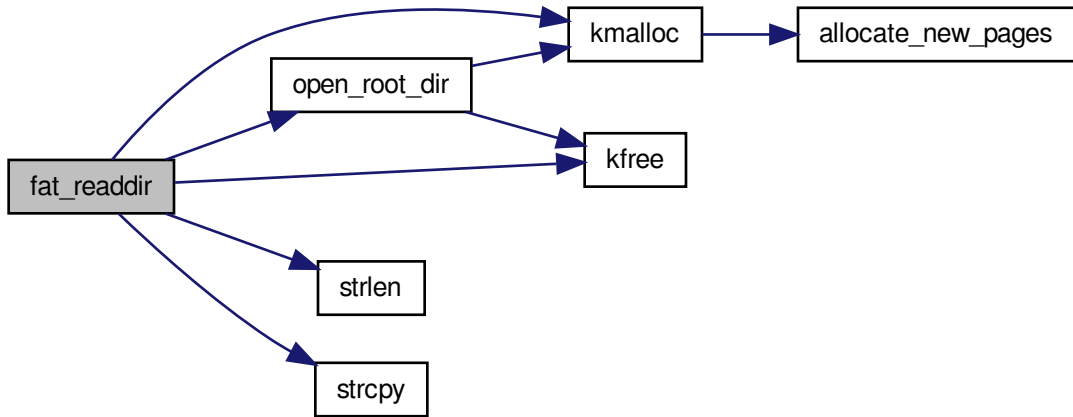 kmalloc
allocate_new_pages
open_root_dir
kfree
fat_readdir
strlen
strcpy